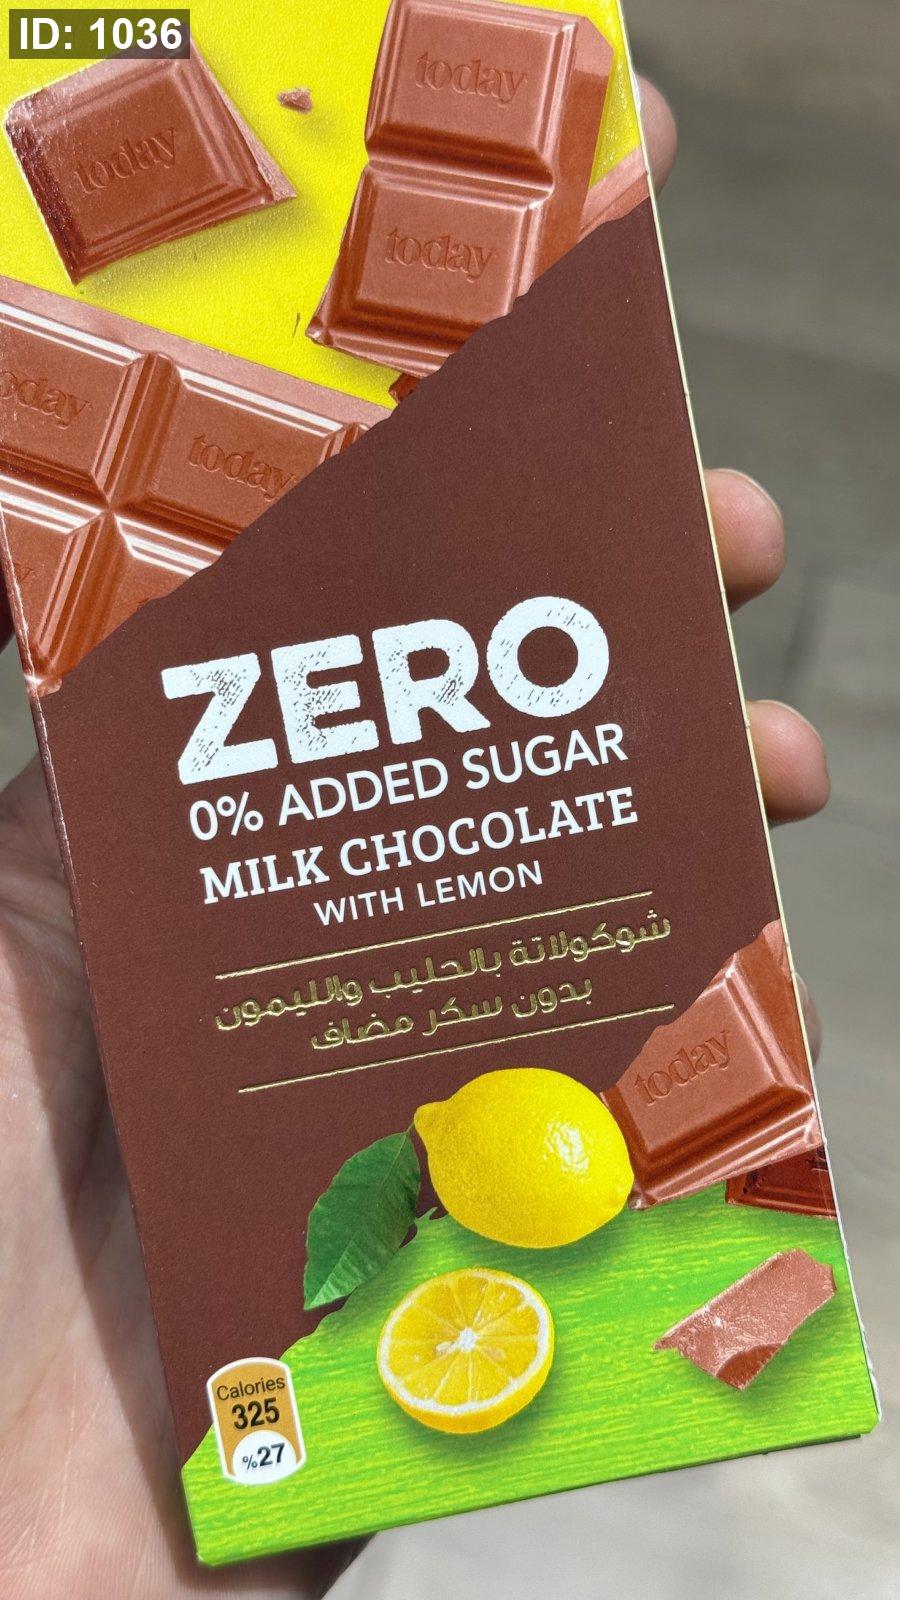 ID: 1036
today
today
today
oday
today
ZERO
0% ADDED SUGAR
MILK CHOCOLATE
WITH LEMON
شوكولاتة بالحليب والليمون
بدون سكر مضاف
today
Calories
325
%27